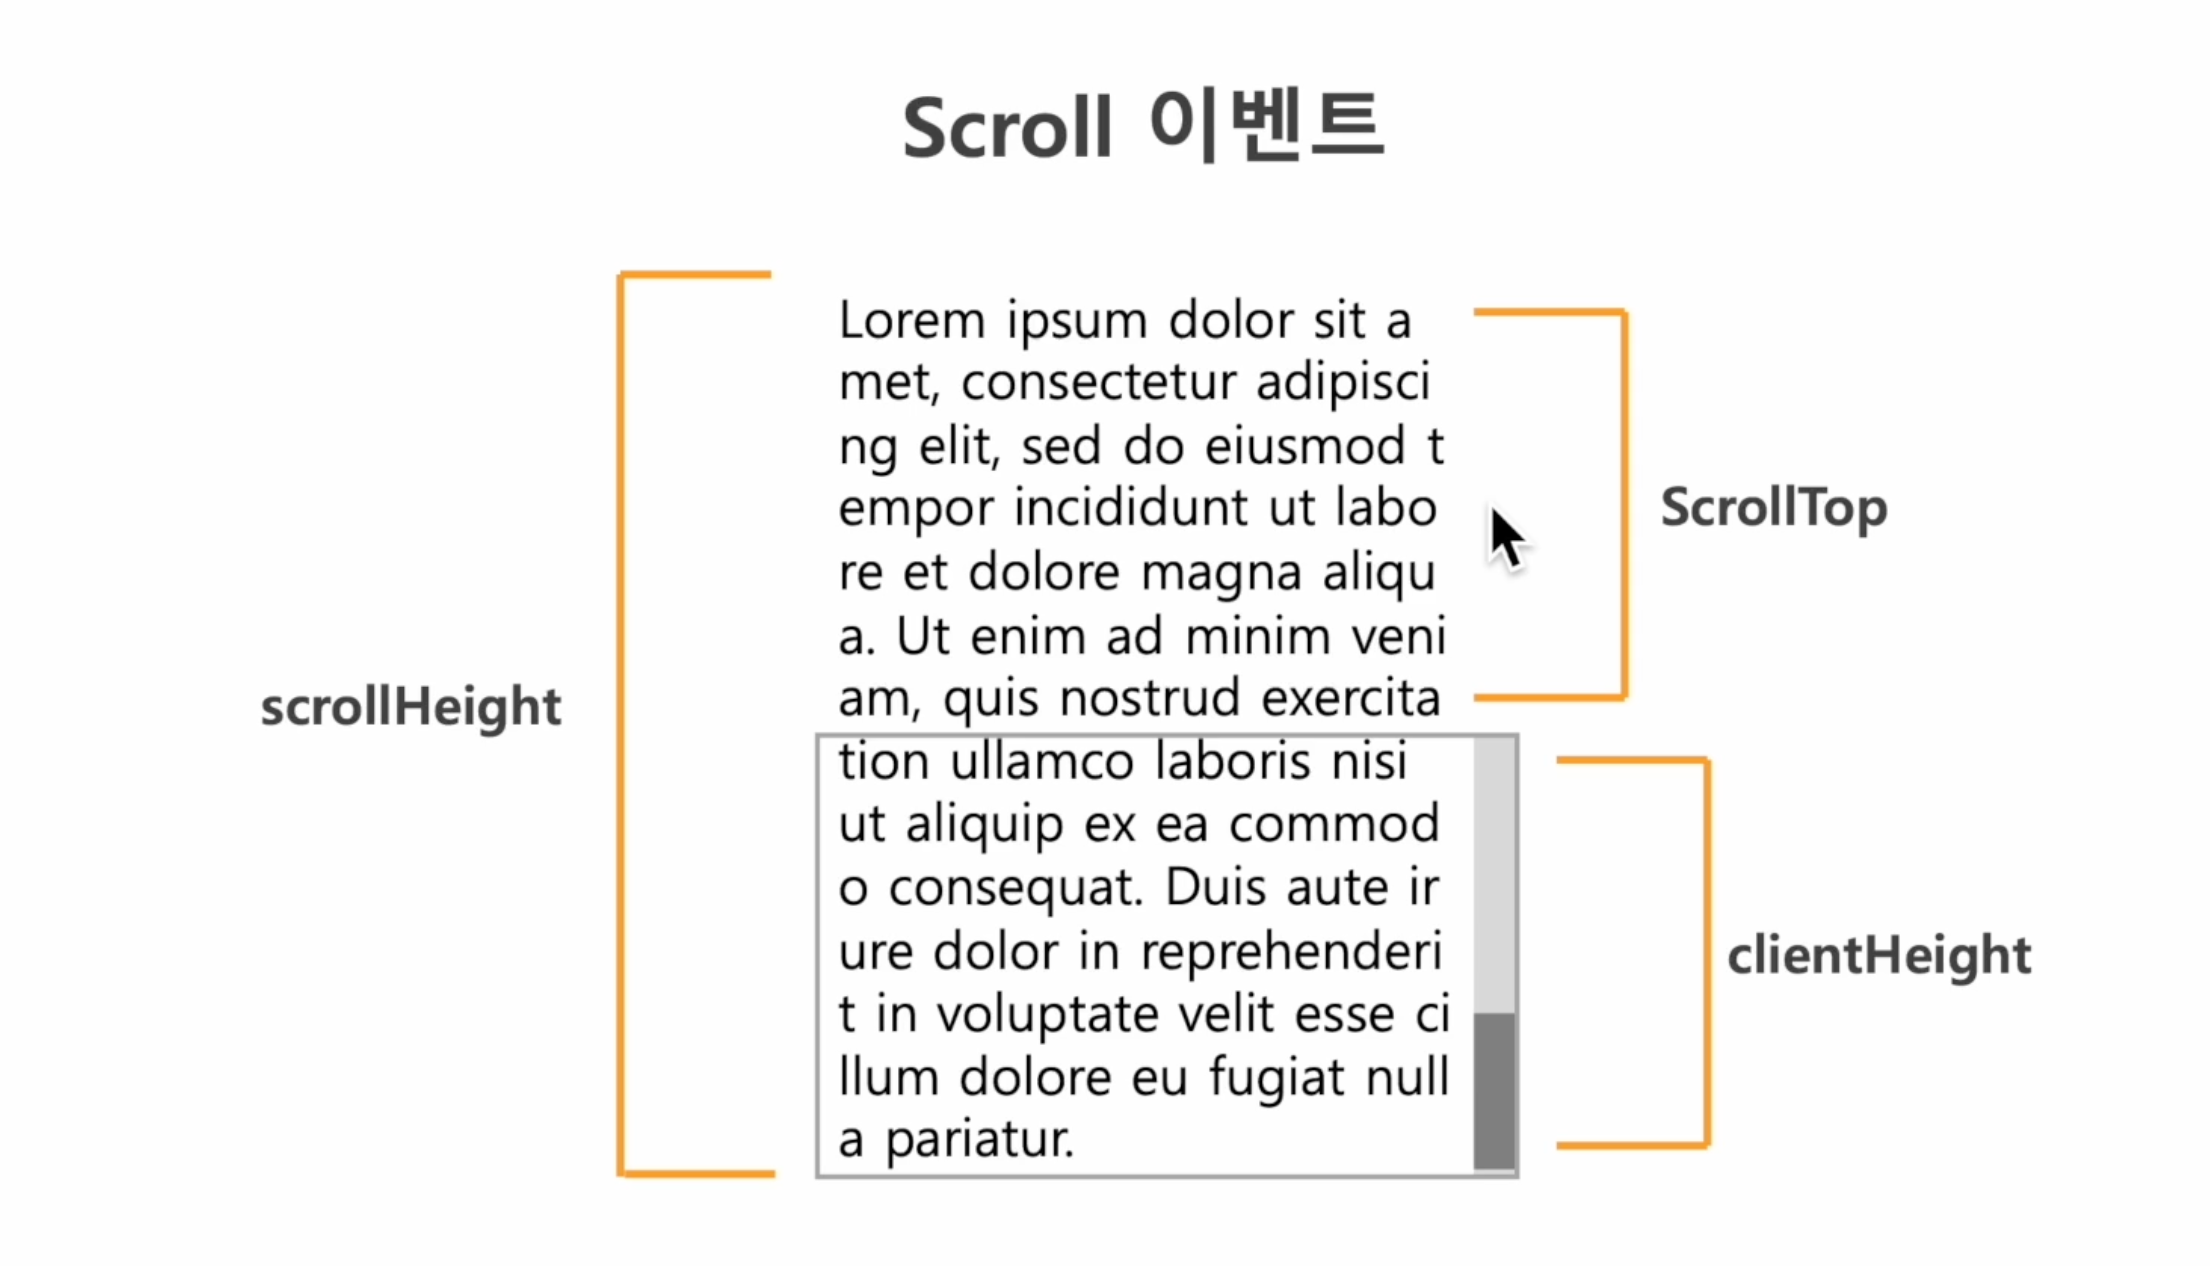 Scroll 이벤트
Lorem ipsum dolor sit a
met, consectetur adipisci
ng elit, sed do eiusmod t
empor incididunt ut labo
re et dolore magna aliqu
a. Ut enim ad minim veni
am, quis nostrud exercita
tion ullamco laboris nisi
ut aliquip ex ea commod
o consequat. Duis aute ir
ure dolor in reprehenderi
t in voluptate velit esse ci
llum dolore eu fugiat null
a pariatur.
scrollHeight
ScrollTop
clientHeight